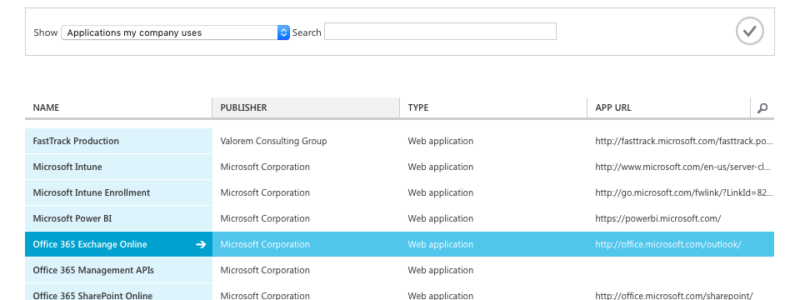 Show Applications my company uses Search
NAME PUBLISHER TYPE APP URL
FastTrack Production Valorem Consulting Group Web application http://fasttrack.microsoft.com/fasttrack.po...
Microsoft Intune Microsoft Corporation Web application http://www.microsoft.com/en-us/server-cl...
Microsoft Intune Enrollment Microsoft Corporation Web application http://go.microsoft.com/fwlink/?LinkId=82...
Microsoft Power BI Microsoft Corporation Web application https://powerbi.microsoft.com/
Office 365 Exchange Online Microsoft Corporation Web application http://office.microsoft.com/outlook/
Office 365 Management APIs Microsoft Corporation Web application
Office 365 SharePoint Online Microsoft Corporation Web application http://office.microsoft.com/sharepoint/